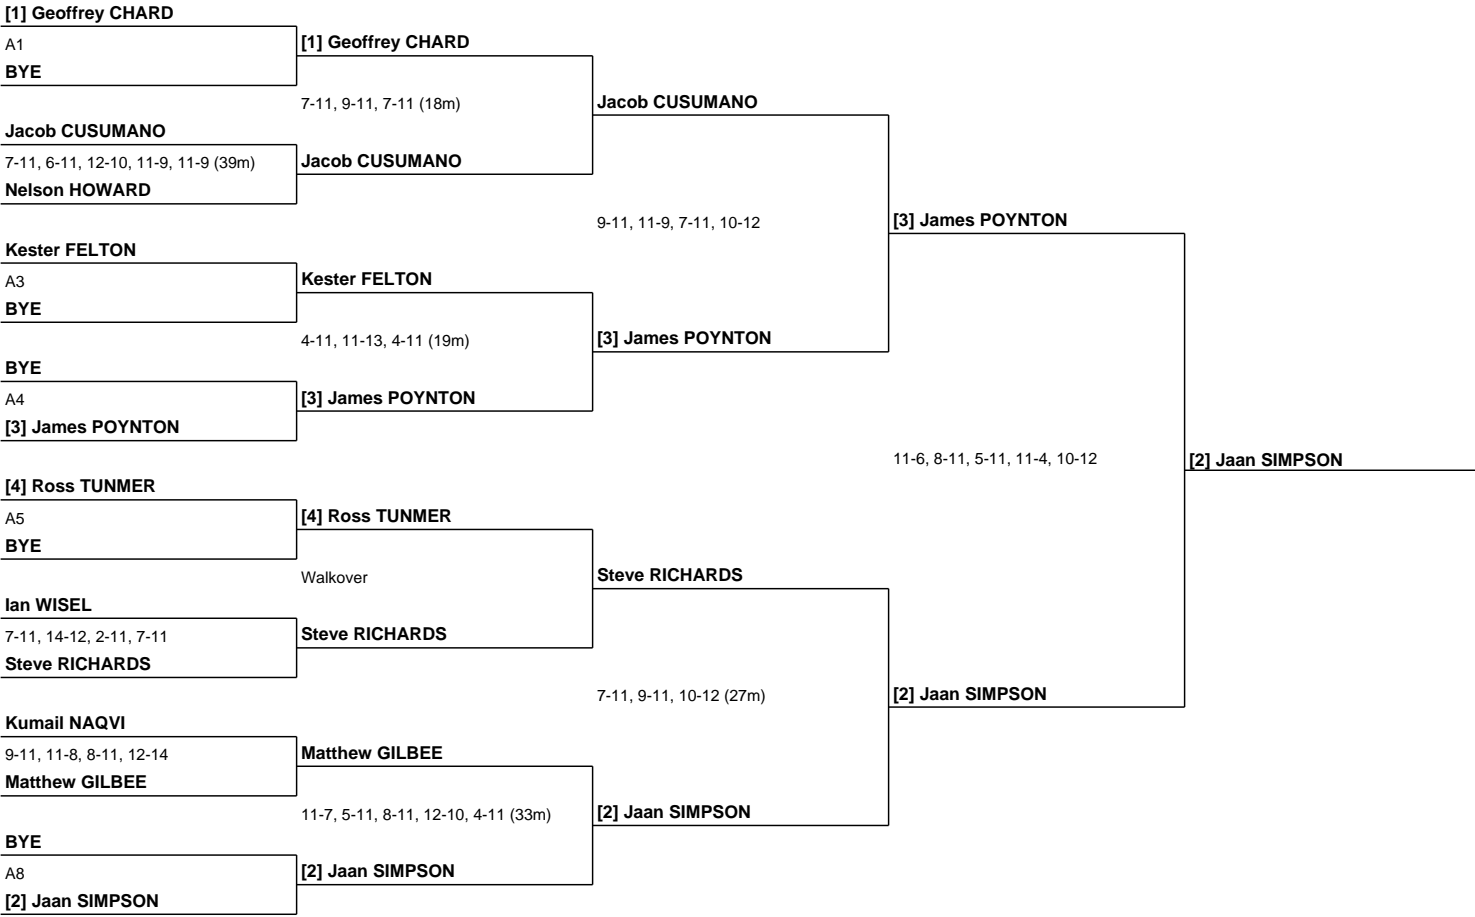 [1] Geoffrey CHARD
A1
BYE
Jacob CUSUMANO
7-11, 6-11, 12-10, 11-9, 11-9 (39m)
Nelson HOWARD
Kester FELTON
A3
BYE
BYE
A4
[3] James POYNTON
[4] Ross TUNMER
A5
BYE
Ian WISEL
7-11, 14-12, 2-11, 7-11
Steve RICHARDS
Kumail NAQVI
9-11, 11-8, 8-11, 12-14
Matthew GILBEE
BYE
A8
[2] Jaan SIMPSON
[1] Geoffrey CHARD
7-11, 9-11, 7-11 (18m)
Jacob CUSUMANO
Kester FELTON
4-11, 11-13, 4-11 (19m)
[3] James POYNTON
[4] Ross TUNMER
Walkover
Steve RICHARDS
Matthew GILBEE
11-7, 5-11, 8-11, 12-10, 4-11 (33m)
[2] Jaan SIMPSON
Jacob CUSUMANO
9-11, 11-9, 7-11, 10-12
[3] James POYNTON
Steve RICHARDS
7-11, 9-11, 10-12 (27m)
[2] Jaan SIMPSON
[3] James POYNTON
11-6, 8-11, 5-11, 11-4, 10-12
[2] Jaan SIMPSON
[2] Jaan SIMPSON